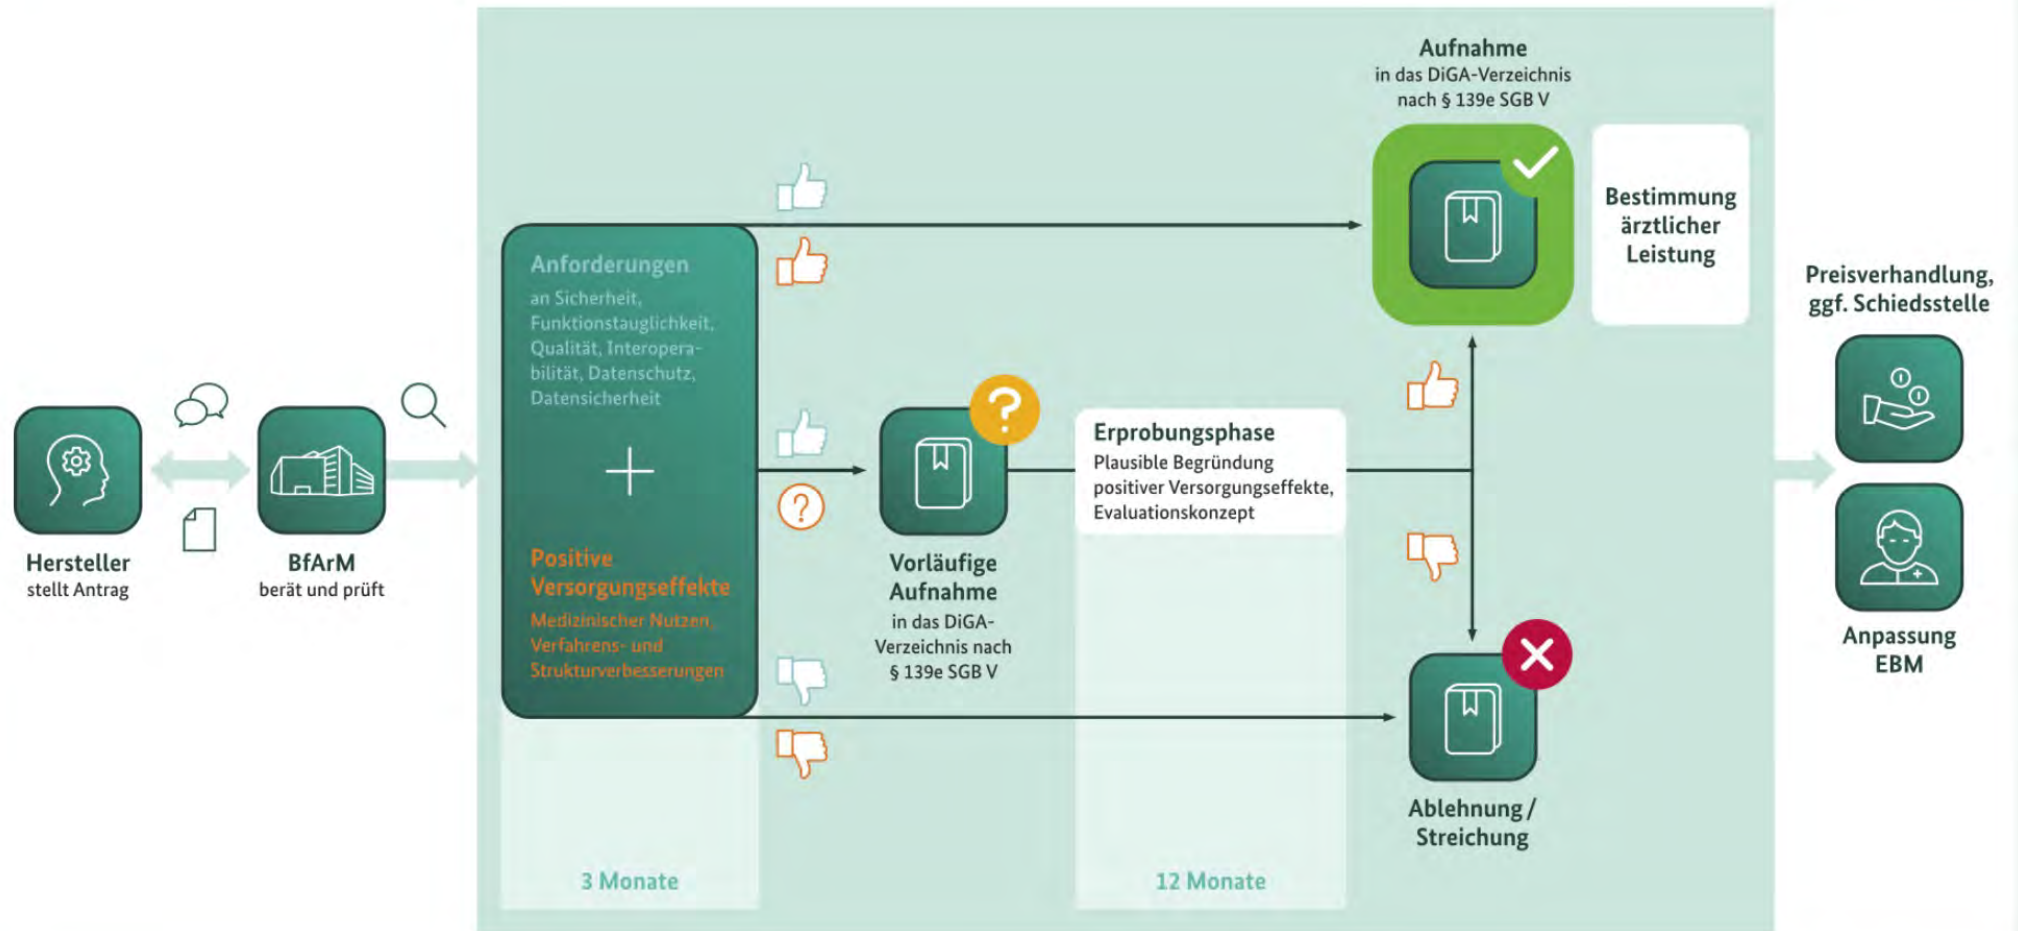 Hersteller
stellt Antrag
BfArM
berät und prüft
Anforderungen
an Sicherheit,
Funktionstauglichkeit,
Qualität, Interopera-
bilität, Datenschutz,
Datensicherheit
+
Positive
Versorgungseffekte
Medizinischer Nutzen,
Verfahrens- und
Strukturverbesserungen
3 Monate
?
?
Vorläufige
Aufnahme
in das DiGA-
Verzeichnis nach
§ 139e SGB V
Erprobungsphase
Plausible Begründung
positiver Versorgungseffekte,
Evaluationskonzept
12 Monate
Aufnahme
in das DiGA-Verzeichnis
nach § 139e SGB V
Bestimmung
ärztlicher
Leistung
Ablehnung /
Streichung
Preisverhandlung,
ggf. Schiedsstelle
Anpassung
EBM